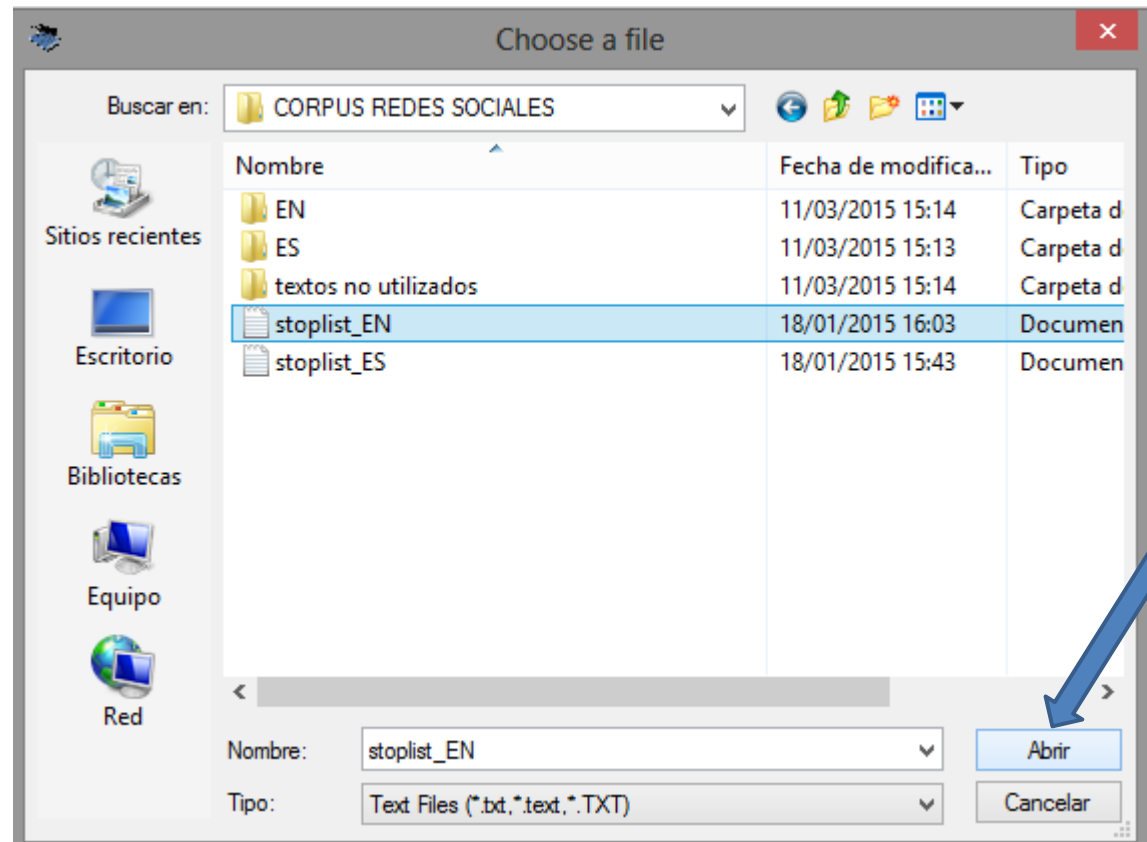 Choose a file
Buscar en: CORPUS REDES SOCIALES
Nombre Fecha de modifica... Tipo
EN 11/03/2015 15:14 Carpeta d
ES 11/03/2015 15:13 Carpeta d
textos no utilizados 11/03/2015 15:14 Carpeta d
stoplist_EN 18/01/2015 16:03 Documen
stoplist_ES 18/01/2015 15:43 Documen
Sitios recientes
Escritorio
Bibliotecas
Equipo
Red
Nombre: stoplist_EN Abrir
Tipo: Text Files (*.txt,*.text,*.TXT) Cancelar